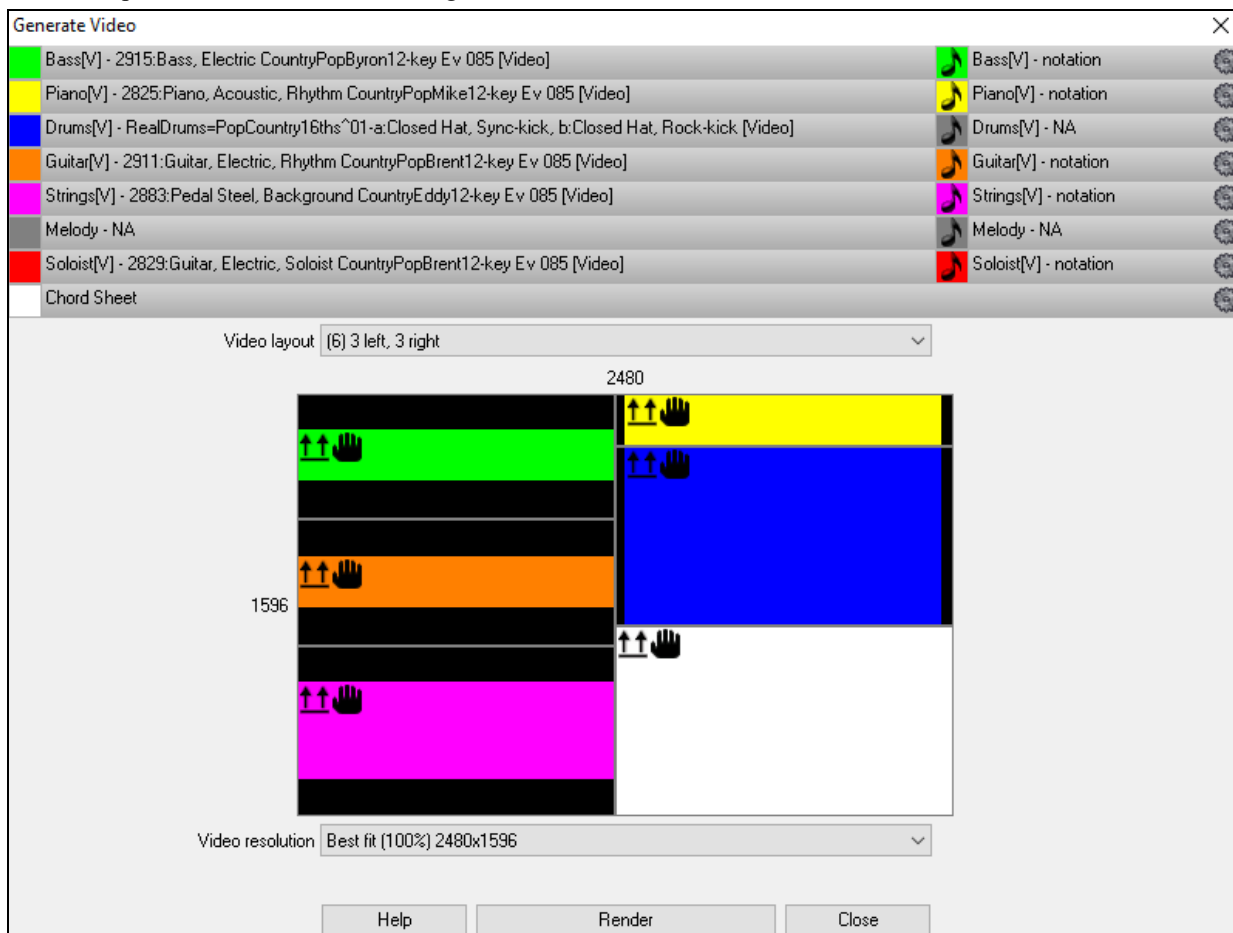 Generate Video
Bass[V] - 2915:Bass, Electric CountryPopByron12-key Ev 085 [Video] Bass[V] - notation
Piano[V] - 2825:Piano, Acoustic, Rhythm CountryPopMike12-key Ev 085 [Video] Piano[V] - notation
Drums[V] - RealDrums=PopCountry16ths^01-a:Closed Hat, Sync-kick, b:Closed Hat, Rock-kick [Video] Drums[V] - NA
Guitar[V] - 2911:Guitar, Electric, Rhythm CountryPopBrent12-key Ev 085 [Video] Guitar[V] - notation
Strings[V] - 2883:Pedal Steel, Background CountryEddy12-key Ev 085 [Video] Strings[V] - notation
Melody - NA Melody - NA
Soloist[V] - 2829:Guitar, Electric, Soloist CountryPopBrent12-key Ev 085 [Video] Soloist[V] - notation
Chord Sheet
Video layout (6) 3 left, 3 right
2480
1596
Video resolution Best fit (100%) 2480x1596
Help Render Close